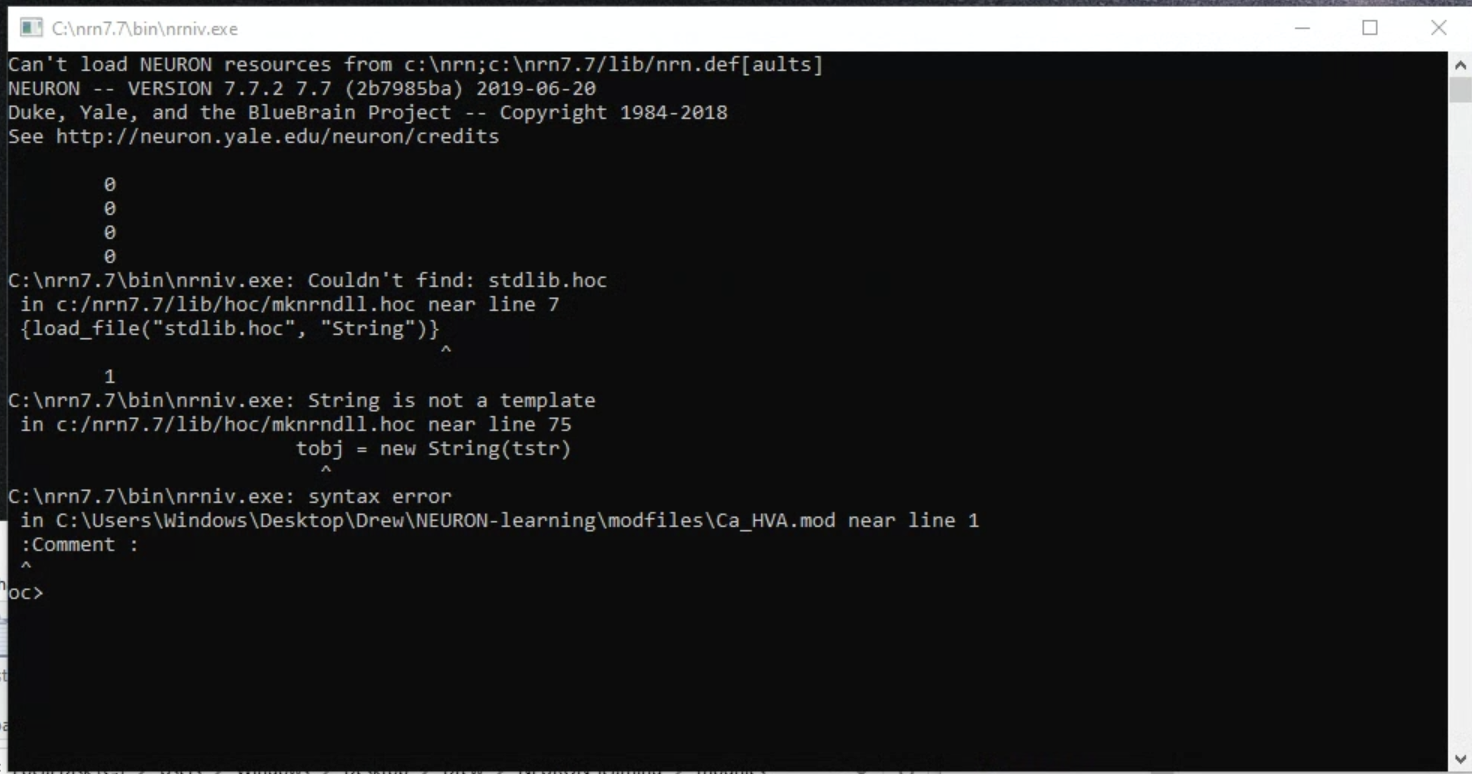 C:\nrn7.7\bin\nrniv.exe
Can't load NEURON resources from c:\nrn;c:\nrn7.7/lib/nrn.def[aults]
NEURON -- VERSION 7.7.2 7.7 (2b7985ba) 2019-06-20
Duke, Yale, and the BlueBrain Project -- Copyright 1984-2018
See http://neuron.yale.edu/neuron/credits
0
0
0
0
C:\nrn7.7\bin\nrniv.exe: Couldn't find: stdlib.hoc
in c:/nrn7.7/lib/hoc/mknrndll.hoc near line 7
{load_file("stdlib.hoc", "String")}
^
1
C:\nrn7.7\bin\nrniv.exe: String is not a template
in c:/nrn7.7/lib/hoc/mknrndll.hoc near line 75
tobj = new String(tstr)
^
C:\nrn7.7\bin\nrniv.exe: syntax error
in C:\Users\Windows\Desktop\Drew\NEURON-learning\modfiles\Ca_HVA.mod near line 1
:Comment :
^
oc>